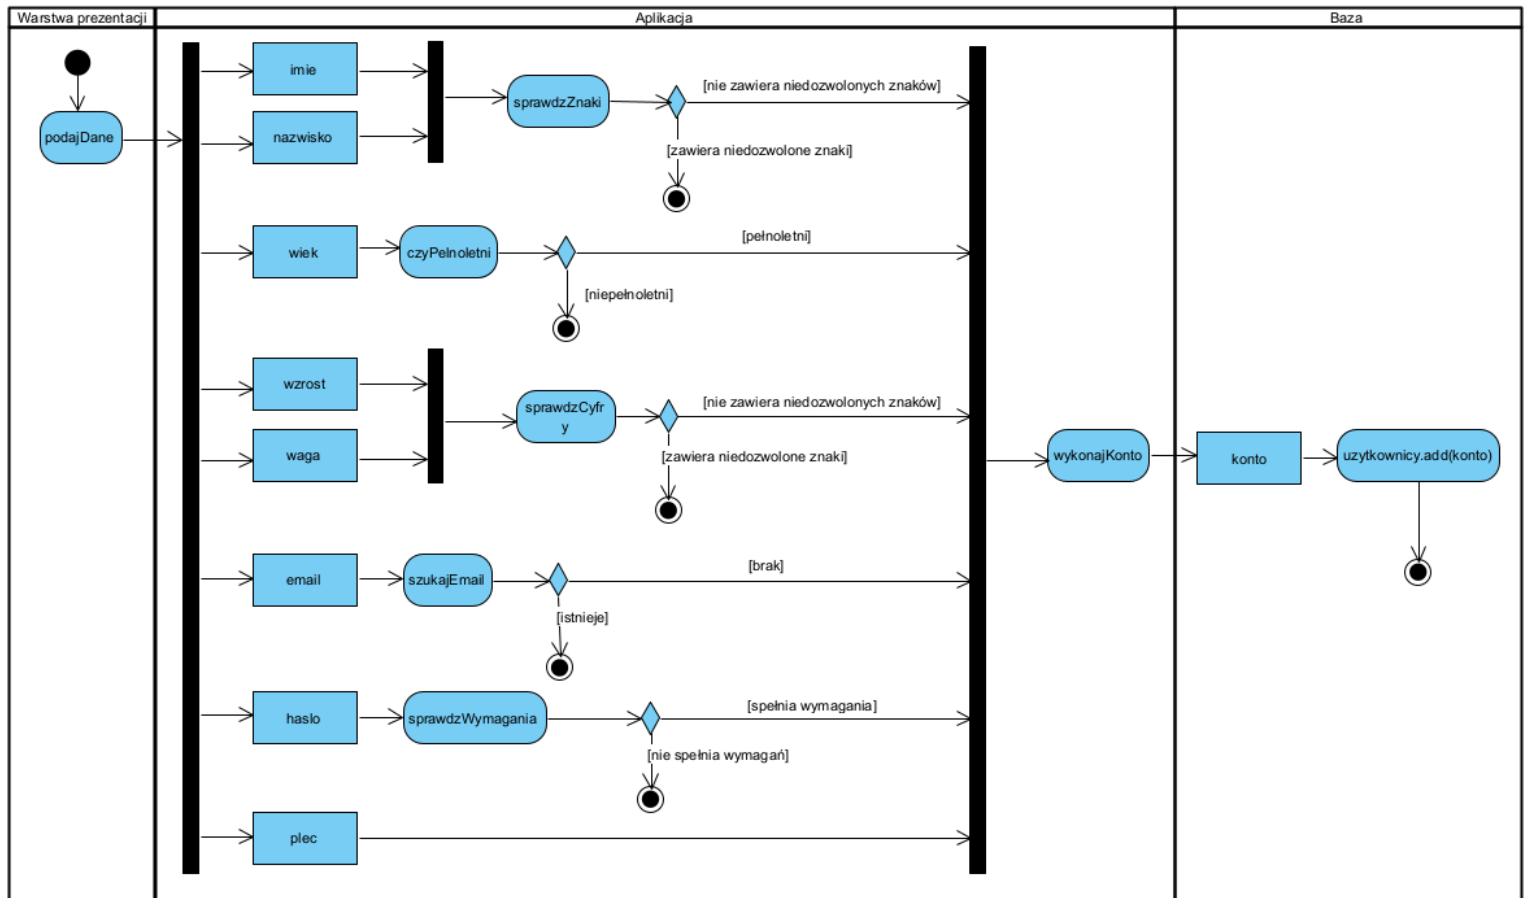 Warstwa prezentacji
Aplikacja
Baza
imie
[nie zawiera niedozwolonych znaków]
sprawdzZnaki
podajDane
nazwisko
[zawiera niedozwolone znaki]
[pełnoletni]
wiek
czyPelnoletni
[niepełnoletni]
wzrost
[nie zawiera niedozwolonych znaków]
sprawdzCyfr
y
waga
[zawiera niedozwolone znaki]
wykonajKonto
konto
uzytkownicy.add(konto)
[brak]
email
szukajEmail
[istnieje]
[spełnia wymagania]
haslo
sprawdzWymagania
[nie spełnia wymagań]
plec